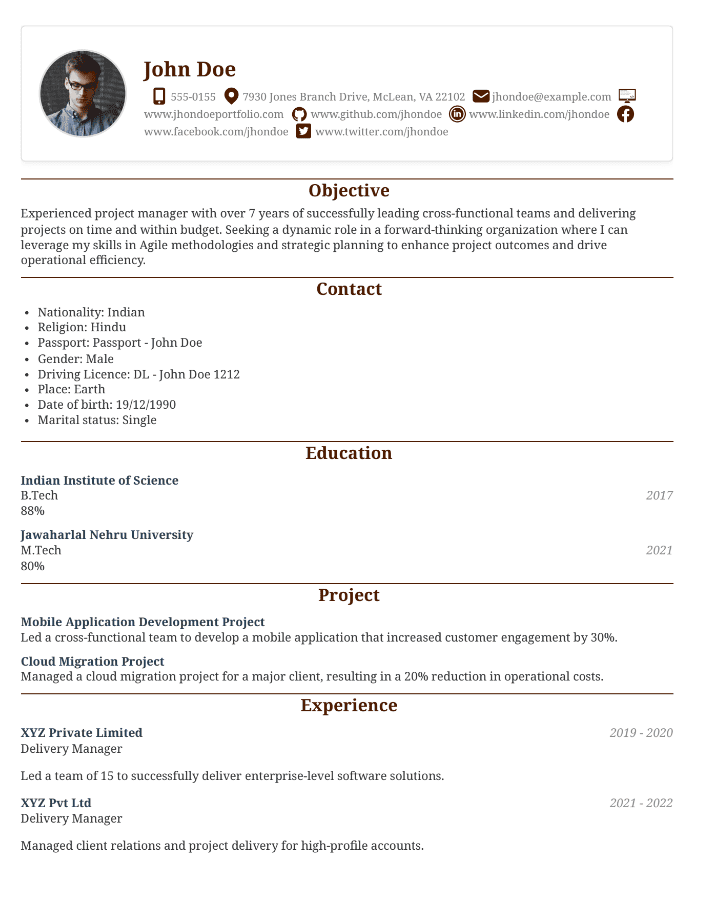 John Doe
555-0155 7930 Jones Branch Drive, McLean, VA 22102 jhondoe@example.com
www.jhondoeportfolio.com www.github.com/jhondoe www.linkedin.com/jhondoe
www.facebook.com/jhondoe www.twitter.com/jhondoe
Objective
Experienced project manager with over 7 years of successfully leading cross-functional teams and delivering
projects on time and within budget. Seeking a dynamic role in a forward-thinking organization where I can
leverage my skills in Agile methodologies and strategic planning to enhance project outcomes and drive
operational efficiency.
Contact
• Nationality: Indian
• Religion: Hindu
• Passport: Passport - John Doe
• Gender: Male
• Driving Licence: DL - John Doe 1212
• Place: Earth
• Date of birth: 19/12/1990
• Marital status: Single
Education
Indian Institute of Science
B.Tech 2017
88%
Jawaharlal Nehru University
M.Tech 2021
80%
Project
Mobile Application Development Project
Led a cross-functional team to develop a mobile application that increased customer engagement by 30%.
Cloud Migration Project
Managed a cloud migration project for a major client, resulting in a 20% reduction in operational costs.
Experience
XYZ Private Limited 2019 - 2020
Delivery Manager
Led a team of 15 to successfully deliver enterprise-level software solutions.
XYZ Pvt Ltd 2021 - 2022
Delivery Manager
Managed client relations and project delivery for high-profile accounts.